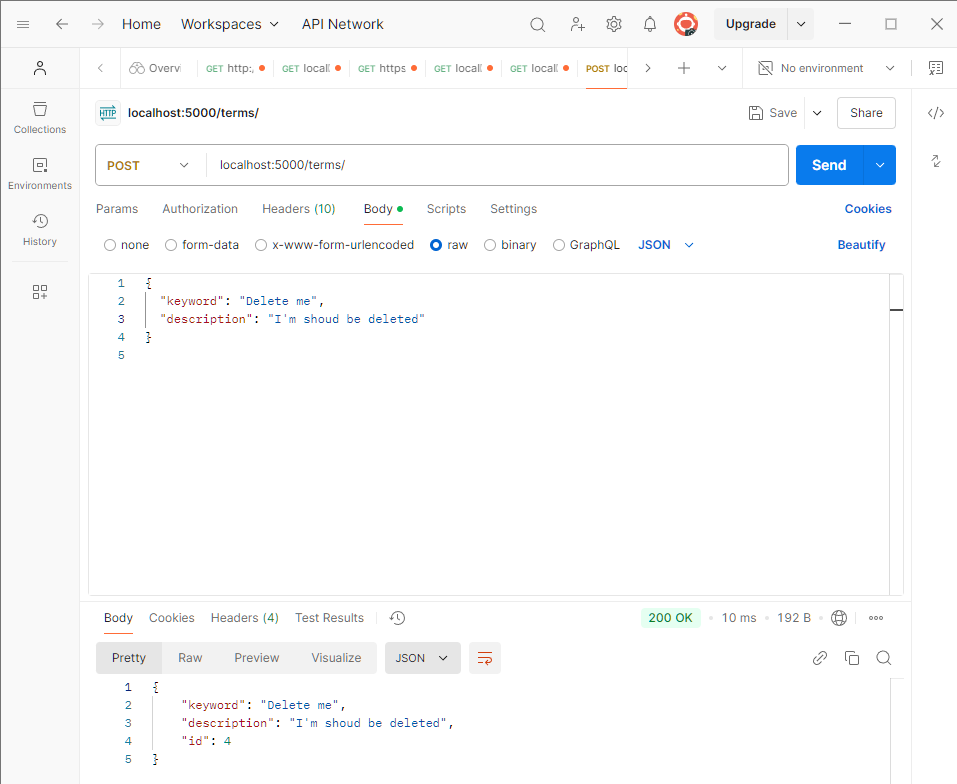 Home Workspaces API Network Upgrade
Overvi GET http: GET local GET https GET local GET local POST loc No environment
HTTP localhost:5000/terms/ Save Share
Collections
Environments
History
POST localhost:5000/terms/ Send
Params Authorization Headers (10) Body Scripts Settings Cookies
none form-data x-www-form-urlencoded raw binary GraphQL JSON Beautify
1 {
2 "keyword": "Delete me",
3 "description": "I'm shoud be deleted"
4 }
5
Body Cookies Headers (4) Test Results 200 OK 10 ms 192 B
Pretty Raw Preview Visualize JSON
1 {
2 "keyword": "Delete me",
3 "description": "I'm shoud be deleted",
4 "id": 4
5 }